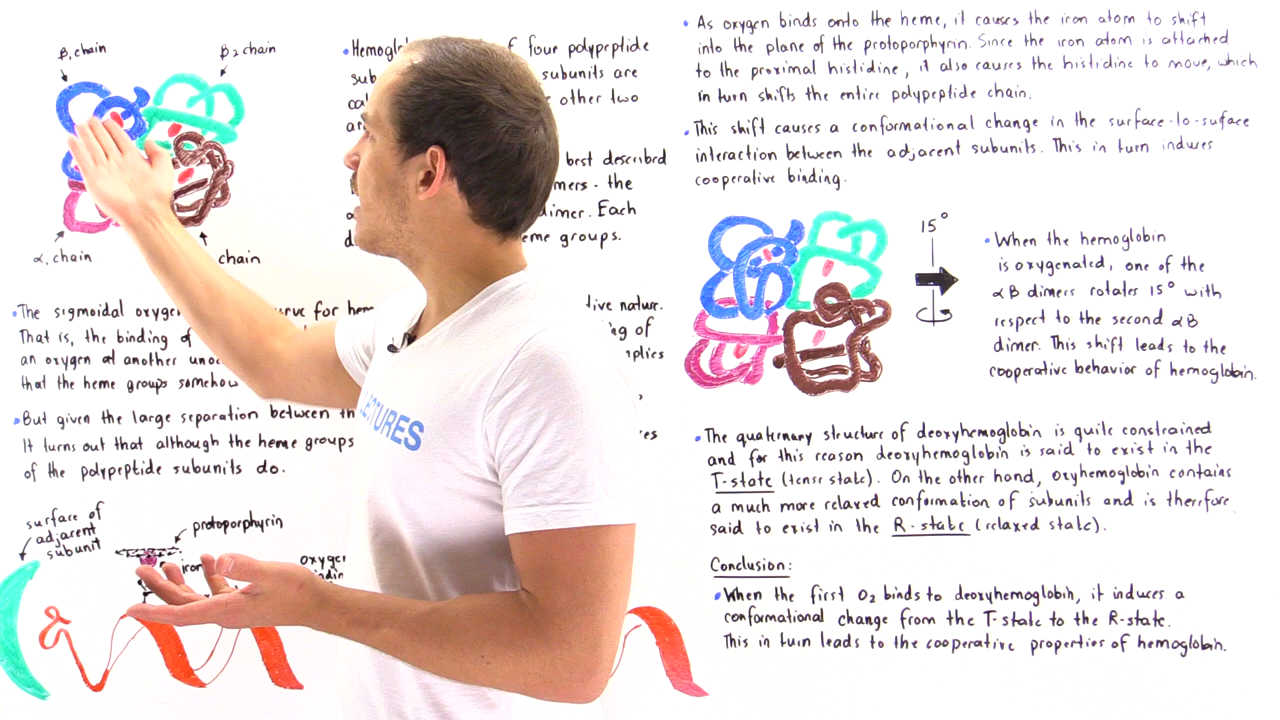 β₁ chain
β2 chain
α, chain
chain
•Hemogl f four polypeptide
sub subunits are
other two
best described
mers - the
dimer. Each
eme groups.
•The sigmoidal oxyge urve for hem tive natur.
That is, the binding of ng of
an oxygen at another uno mplies
that the heme groups somehow
•But given the large separation between th
It turns out that although the heme groups
of the polypeptide subunits do.
surface of
adjacent
subunit
protoporphyrin
iron
oxygen
LECTURES
• As oxygen binds onto the heme, it causes the iron atom to shift
into the plane of the protoporphyrin. Since the iron atom is attached
to the proximal histidine, it also causes the histidine to move, which
in turn shifts the entire polypeptide chain.
• This shift causes a conformational change in the surface-to-suface
interaction between the adjacent subunits. This in turn induces
cooperative binding.
15°
• When the hemoglobin
is oxygenated, one of the
αB dimers rotates 15° with
respect to the second αB
dimer. This shift leads to the
cooperative behavior of hemoglobin.
• The quaternary structure of deoxyhemoglobin is quite constrained
and for this reason deoxyhemoglobin is said to exist in the
T-state (tense state). On the other hand, oxyhemoglobin contains
a much more relaxed conformation of subunits and is therefore
said to exist in the R-state (relaxed state).
Conclusion:
•When the first O2 binds to deoxyhemoglobin, it induces a
conformational change from the T-state to the R-state.
This in turn leads to the cooperative properties of hemoglobin.